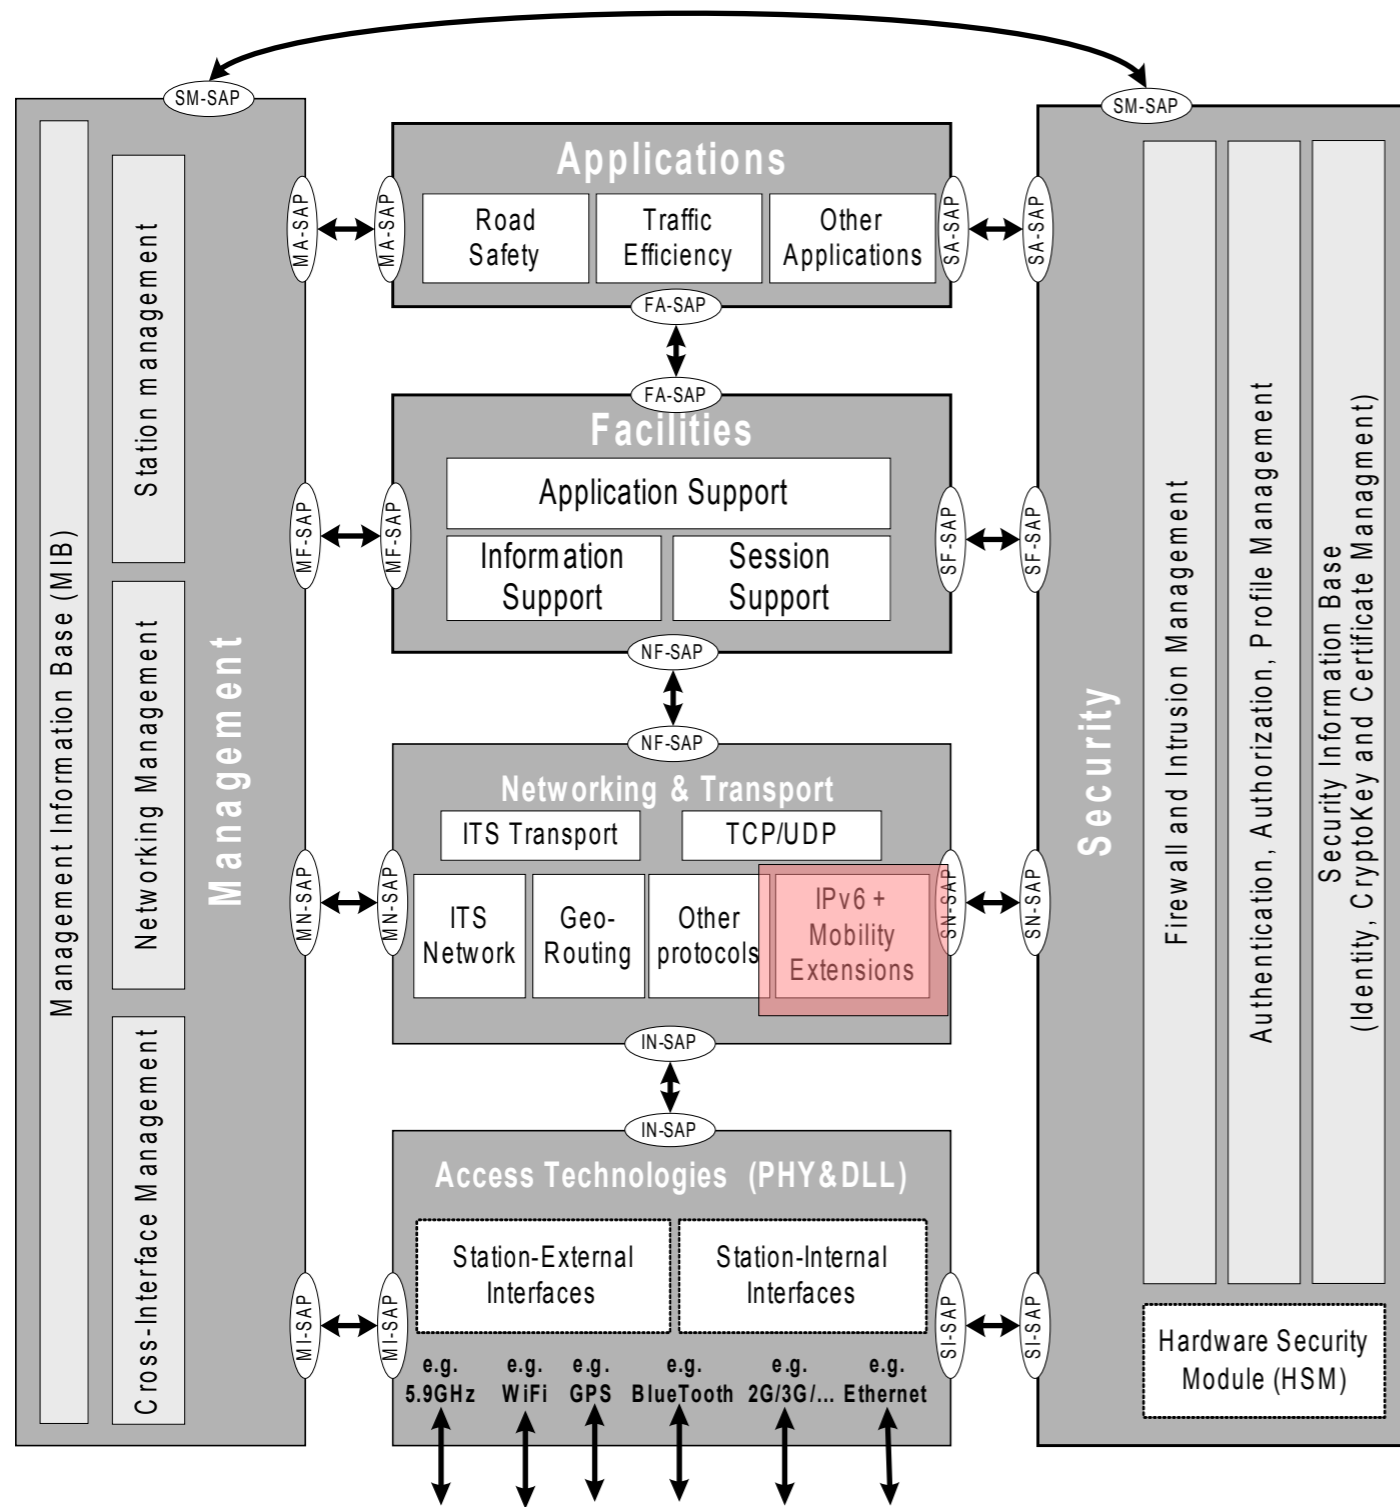 SM-SAP
SM-SAP
Management Information Base (MIB)
Station management
Networking Management
Cross-Interface Management
Management
MA-SAP
MA-SAP
MF-SAP
MF-SAP
MN-SAP
MN-SAP
MI-SAP
MI-SAP
Applications
Road
Safety
Traffic
Efficiency
Other
Applications
FA-SAP
FA-SAP
Facilities
Application Support
Information
Support
Session
Support
NF-SAP
NF-SAP
Networking & Transport
ITS Transport
TCP/UDP
ITS
Network
Geo-
Routing
Other
protocols
IPv6 +
Mobility
Extensions
IN-SAP
IN-SAP
Access Technologies (PHY&DLL)
Station-External
Interfaces
Station-Internal
Interfaces
e.g.
5.9GHz
e.g.
WiFi
e.g.
GPS
e.g.
BlueTooth
e.g.
2G/3G/...
e.g.
Ethernet
SA-SAP
SA-SAP
SF-SAP
SF-SAP
SN-SAP
SN-SAP
SI-SAP
SI-SAP
Security
Firewall and Intrusion Management
Authentication, Authorization, Profile Management
Security Information Base
(Identity, CryptoKey and Certificate Managment)
Hardware Security
Module (HSM)